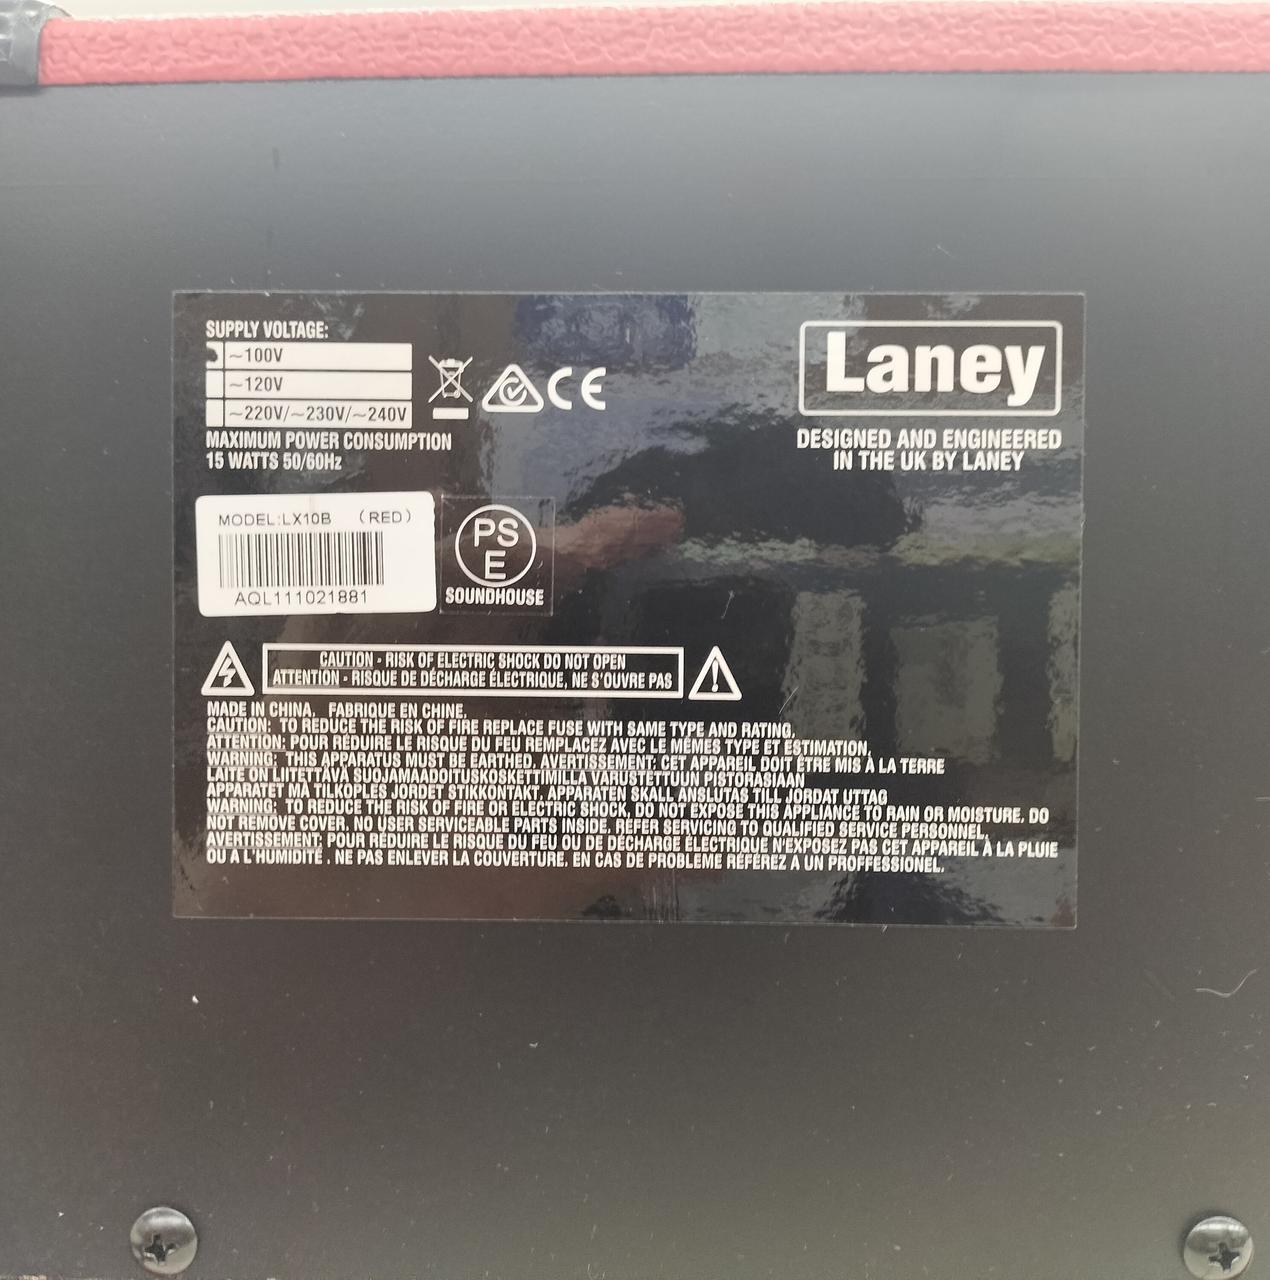 SUPPLY VOLTAGE:
~100V
~120V
~220V/~230V/~240V
MAXIMUM POWER CONSUMPTION
15 WATTS 50/60Hz
CE
Laney
DESIGNED AND ENGINEERED
IN THE UK BY LANEY
MODEL:LX10B (RED)
AQL111021881
PS
E
SOUNDHOUSE
CAUTION - RISK OF ELECTRIC SHOCK DO NOT OPEN
ATTENTION - RISQUE DE DÉCHARGE ÉLECTRIQUE, NE S'OUVRE PAS
MADE IN CHINA. FABRIQUE EN CHINE.
CAUTION: TO REDUCE THE RISK OF FIRE REPLACE FUSE WITH SAME TYPE AND RATING.
ATTENTION: POUR RÉDUIRE LE RISQUE DU FEU REMPLACEZ AVEC LE MÊMES TYPE ET ESTIMATION.
WARNING: THIS APPARATUS MUST BE EARTHED. AVERTISSEMENT: CET APPAREIL DOIT ÊTRE MIS À LA TERRE
LAITE ON LIITETTÄVÄ SUOJAMAADOITUSKOSKETTIMILLA VARUSTETTUUN PISTORASIAAN
APPARATET MÅ TILKOPLES JORDET STIKKONTAKT. APPARATEN SKALL ANSLUTAS TILL JORDAT UTTAG
WARNING: TO REDUCE THE RISK OF FIRE OR ELECTRIC SHOCK, DO NOT EXPOSE THIS APPLIANCE TO RAIN OR MOISTURE. DO
NOT REMOVE COVER. NO USER SERVICEABLE PARTS INSIDE. REFER SERVICING TO QUALIFIED SERVICE PERSONNEL.
AVERTISSEMENT: POUR RÉDUIRE LE RISQUE DU FEU OU DE DÉCHARGE ÉLECTRIQUE N'EXPOSEZ PAS CET APPAREIL À LA PLUIE
OU A L'HUMIDITÉ . NE PAS ENLEVER LA COUVERTURE. EN CAS DE PROBLEME RÉFÉREZ A UN PROFFESSIONEL.